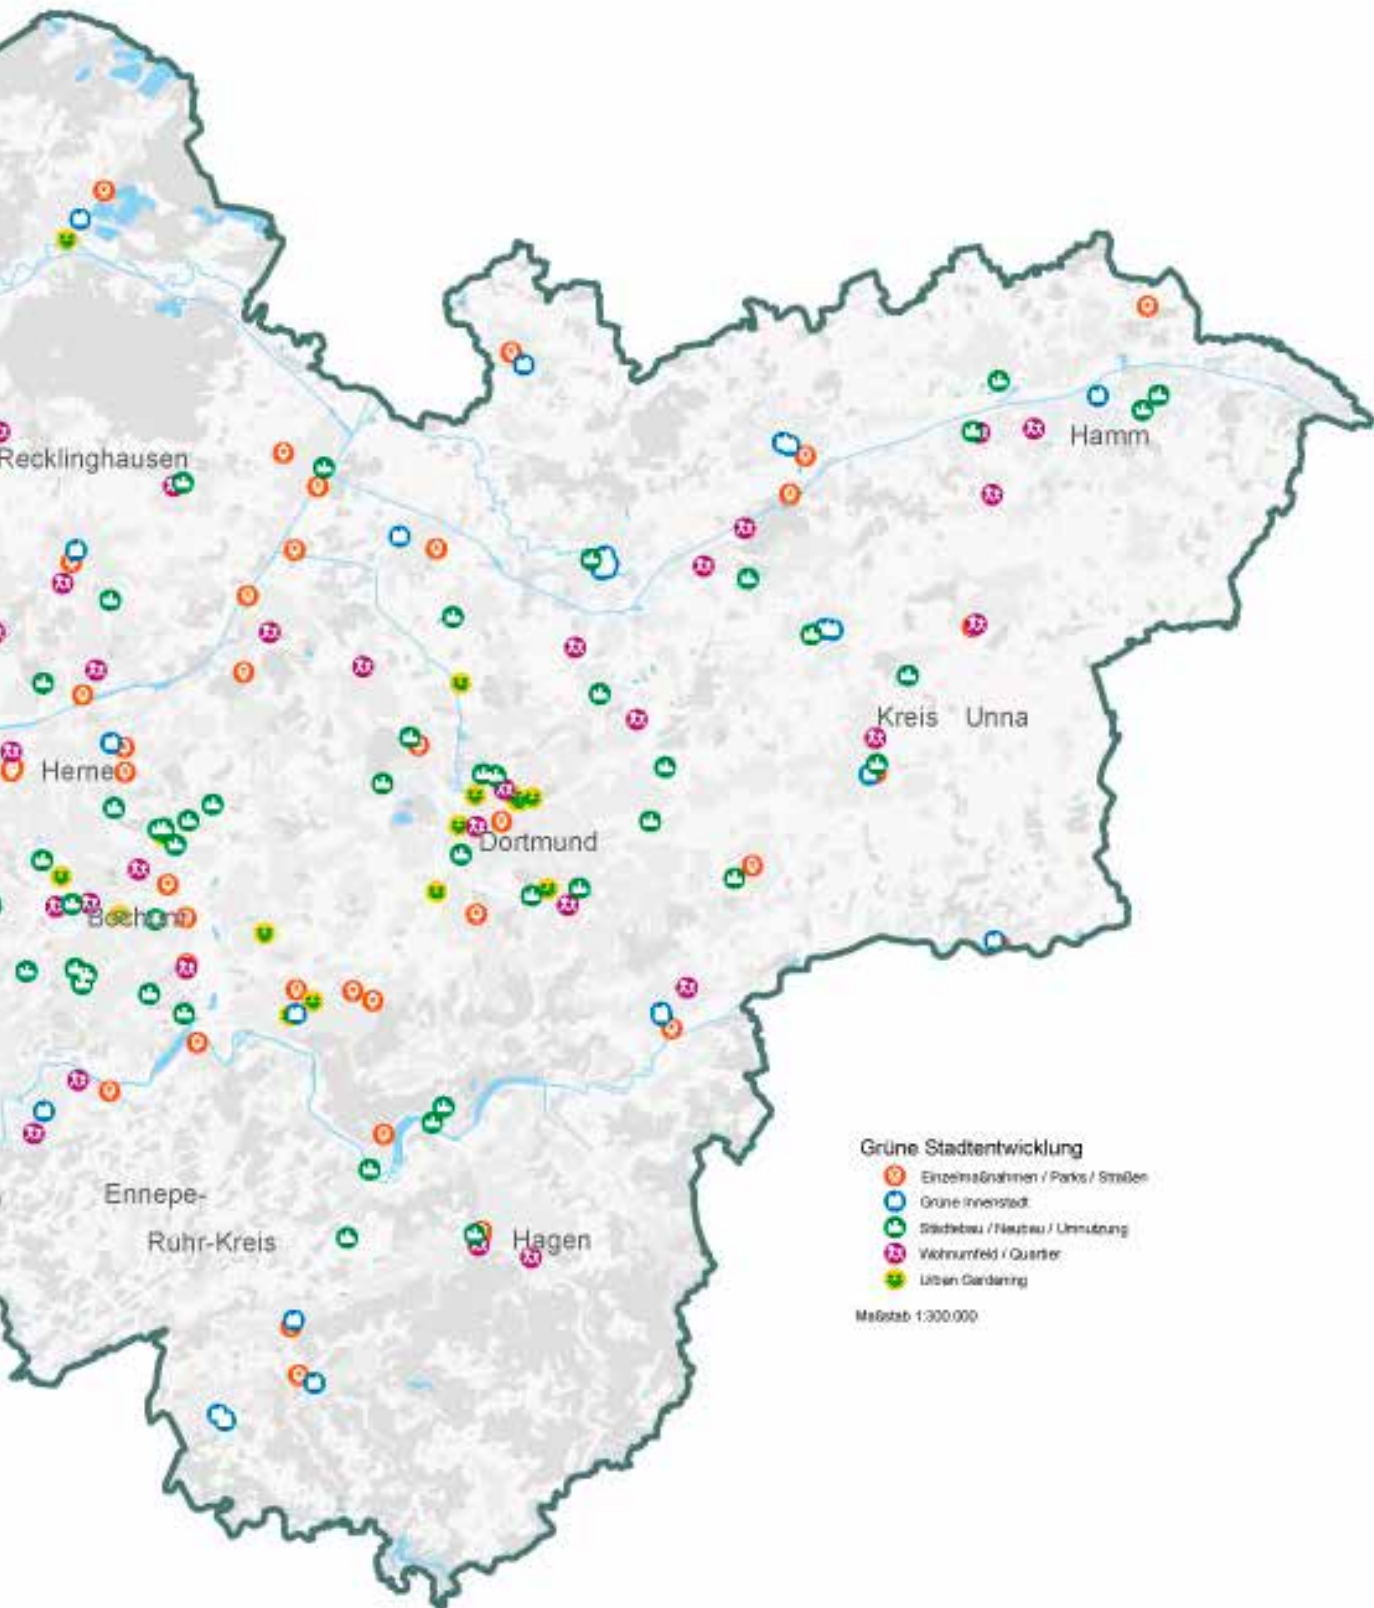 Recklinghausen
Hamm
Kreis Unna
Herne
Dortmund
Bochum
Ennepe-
Ruhr-Kreis
Hagen
Grüne Stadtentwicklung
Einzelmaßnahmen / Parks / Straßen
Grüne Innenstadt
Städtebau / Neubau / Umnutzung
Wohnumfeld / Quartier
Urban Gardening
Maßstab 1:300.000